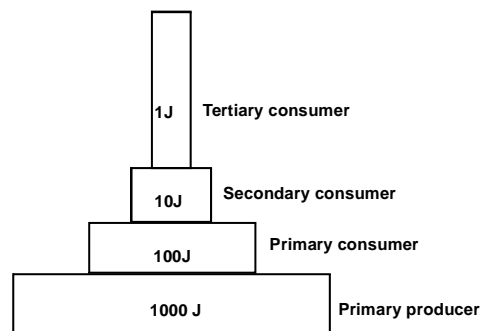 1J Tertiary consumer
10J Secondary consumer
100J Primary consumer
1000 J Primary producer